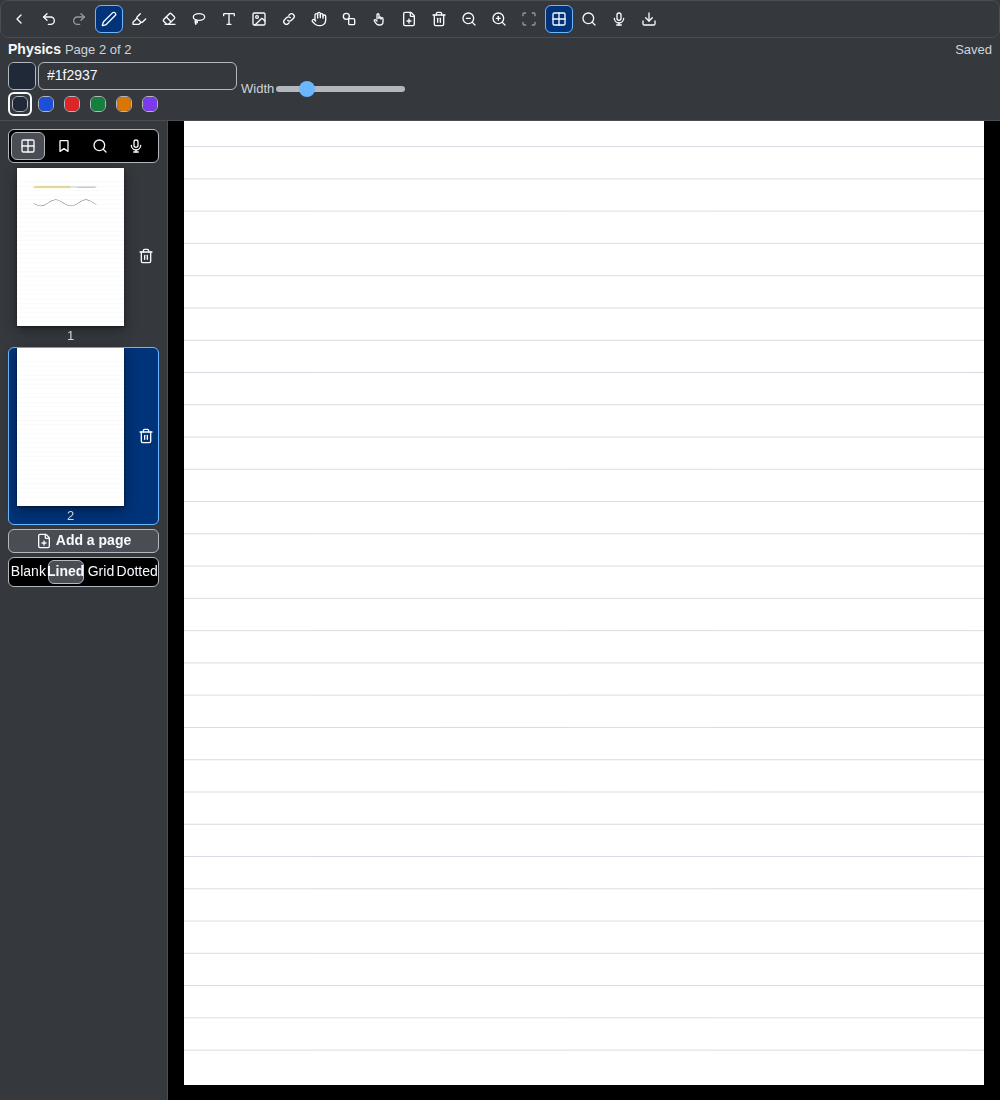 Physics Page 2 of 2
Saved
#1f2937
Width
1
2
Add a page
Blank Lined Grid Dotted